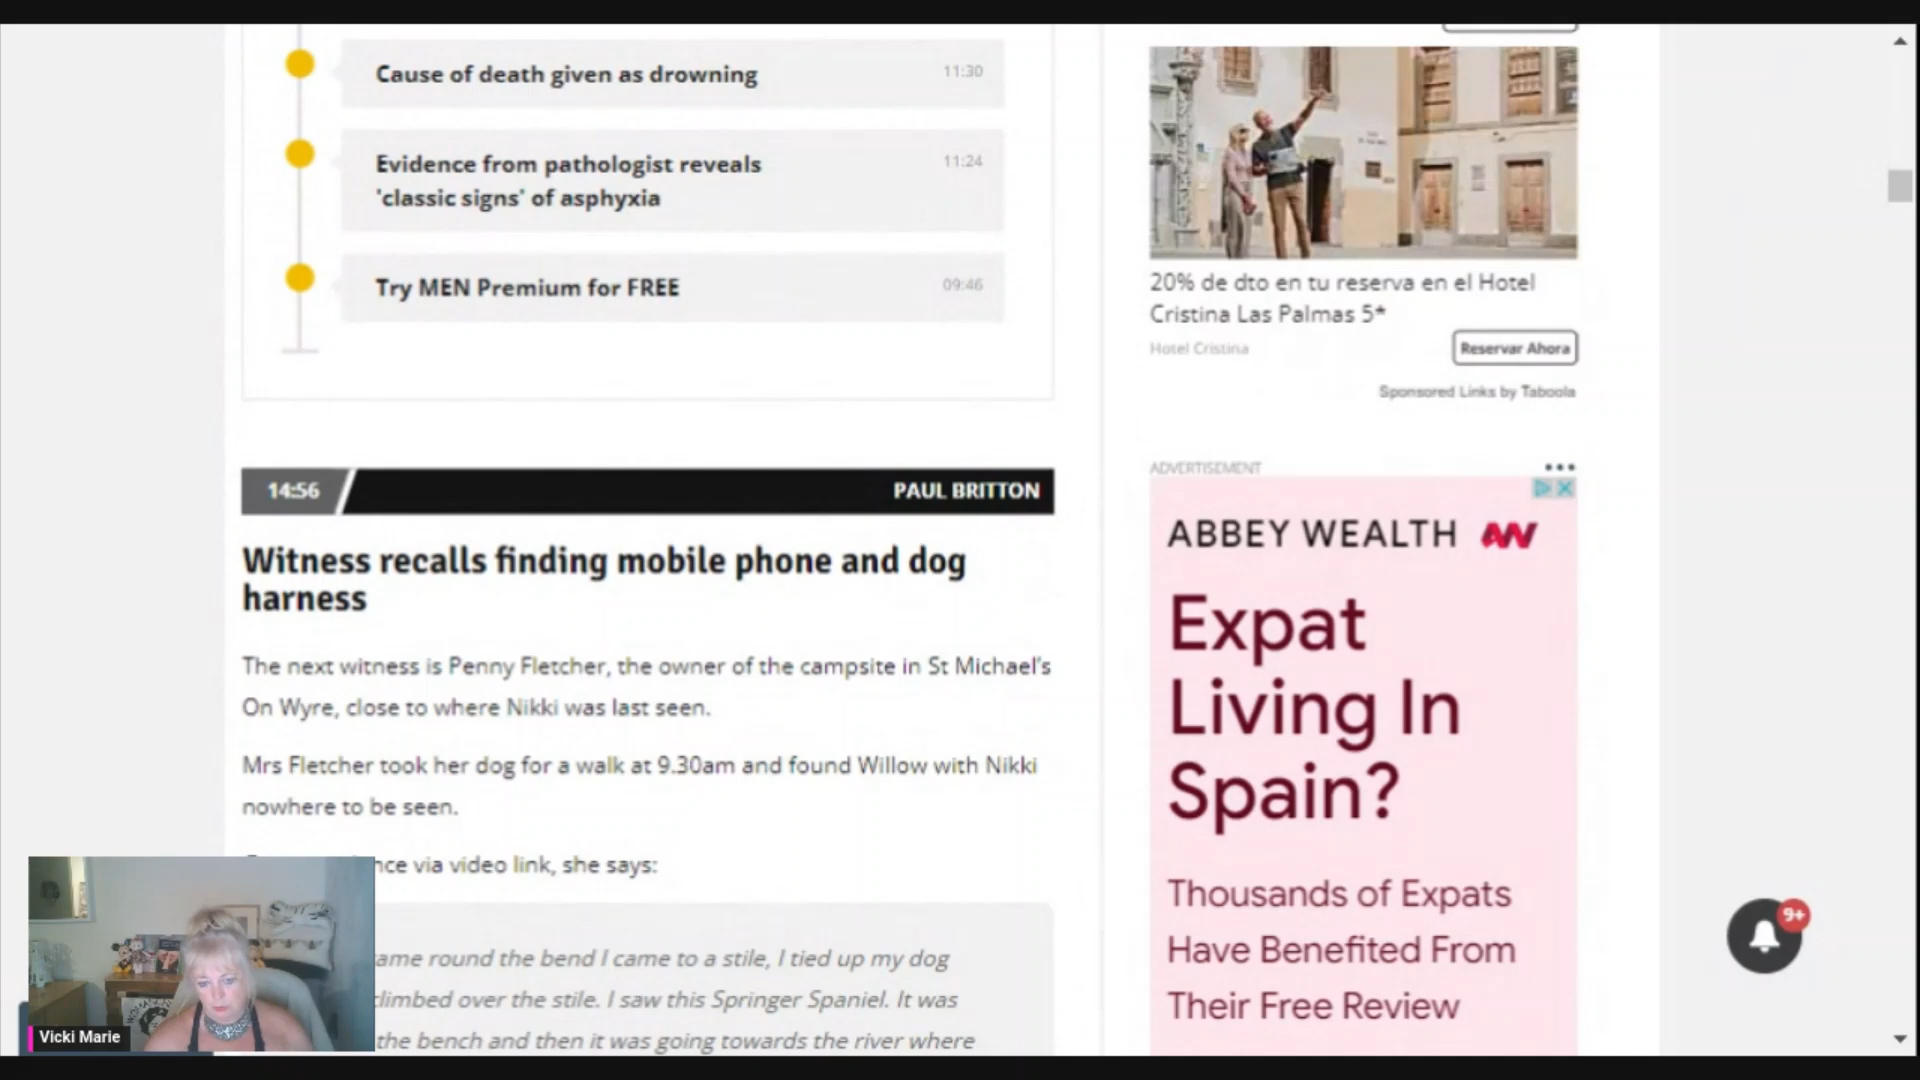 Cause of death given as drowning
11:30
Evidence from pathologist reveals
11:24
'classic signs' of asphyxia
Try MEN Premium for FREE
09:46
14:56
PAUL BRITTON
Witness recalls finding mobile phone and dog
harness
The next witness is Penny Fletcher, the owner of the campsite in St Michael's
On Wyre, close to where Nikki was last seen.
Mrs Fletcher took her dog for a walk at 9.30am and found Willow with Nikki
nowhere to be seen.
via video link, she says:
round the bend I came to a stile, I tied up my dog
climbed over the stile. I saw this Springer Spaniel. It was
the bench and then it was going towards the river where
Vicki Marie
20% de dto en tu reserva en el Hotel
Cristina Las Palmas 5*
Hotel Cristina
Reservar Ahora
Sponsored Links by Taboola
ADVERTISEMENT
ABBEY WEALTH AW
Expat
Living In
Spain?
Thousands of Expats
Have Benefited From
Their Free Review
9+